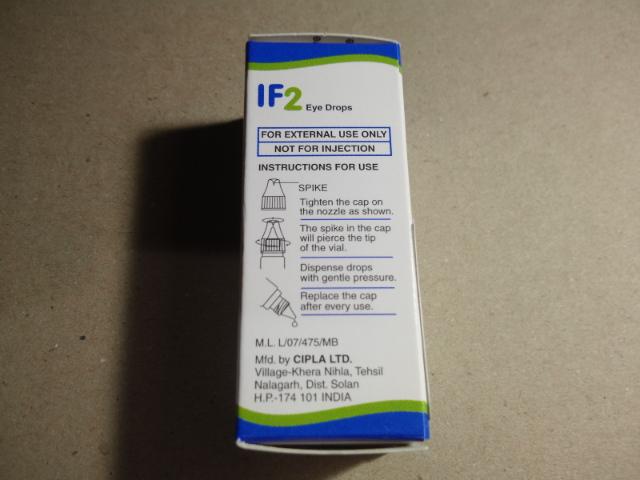 IF2 Eye Drops
FOR EXTERNAL USE ONLY
NOT FOR INJECTION
INSTRUCTIONS FOR USE
SPIKE
Tighten the cap on
the nozzle as shown.
The spike in the cap
will pierce the tip
of the vial.
Dispense drops
with gentle pressure.
Replace the cap
after every use.
M.L. L/07/475/MB
Mfd. by CIPLA LTD.
Village-Khera Nihla, Tehsil
Nalagarh, Dist. Solan
H.P.-174 101 INDIA